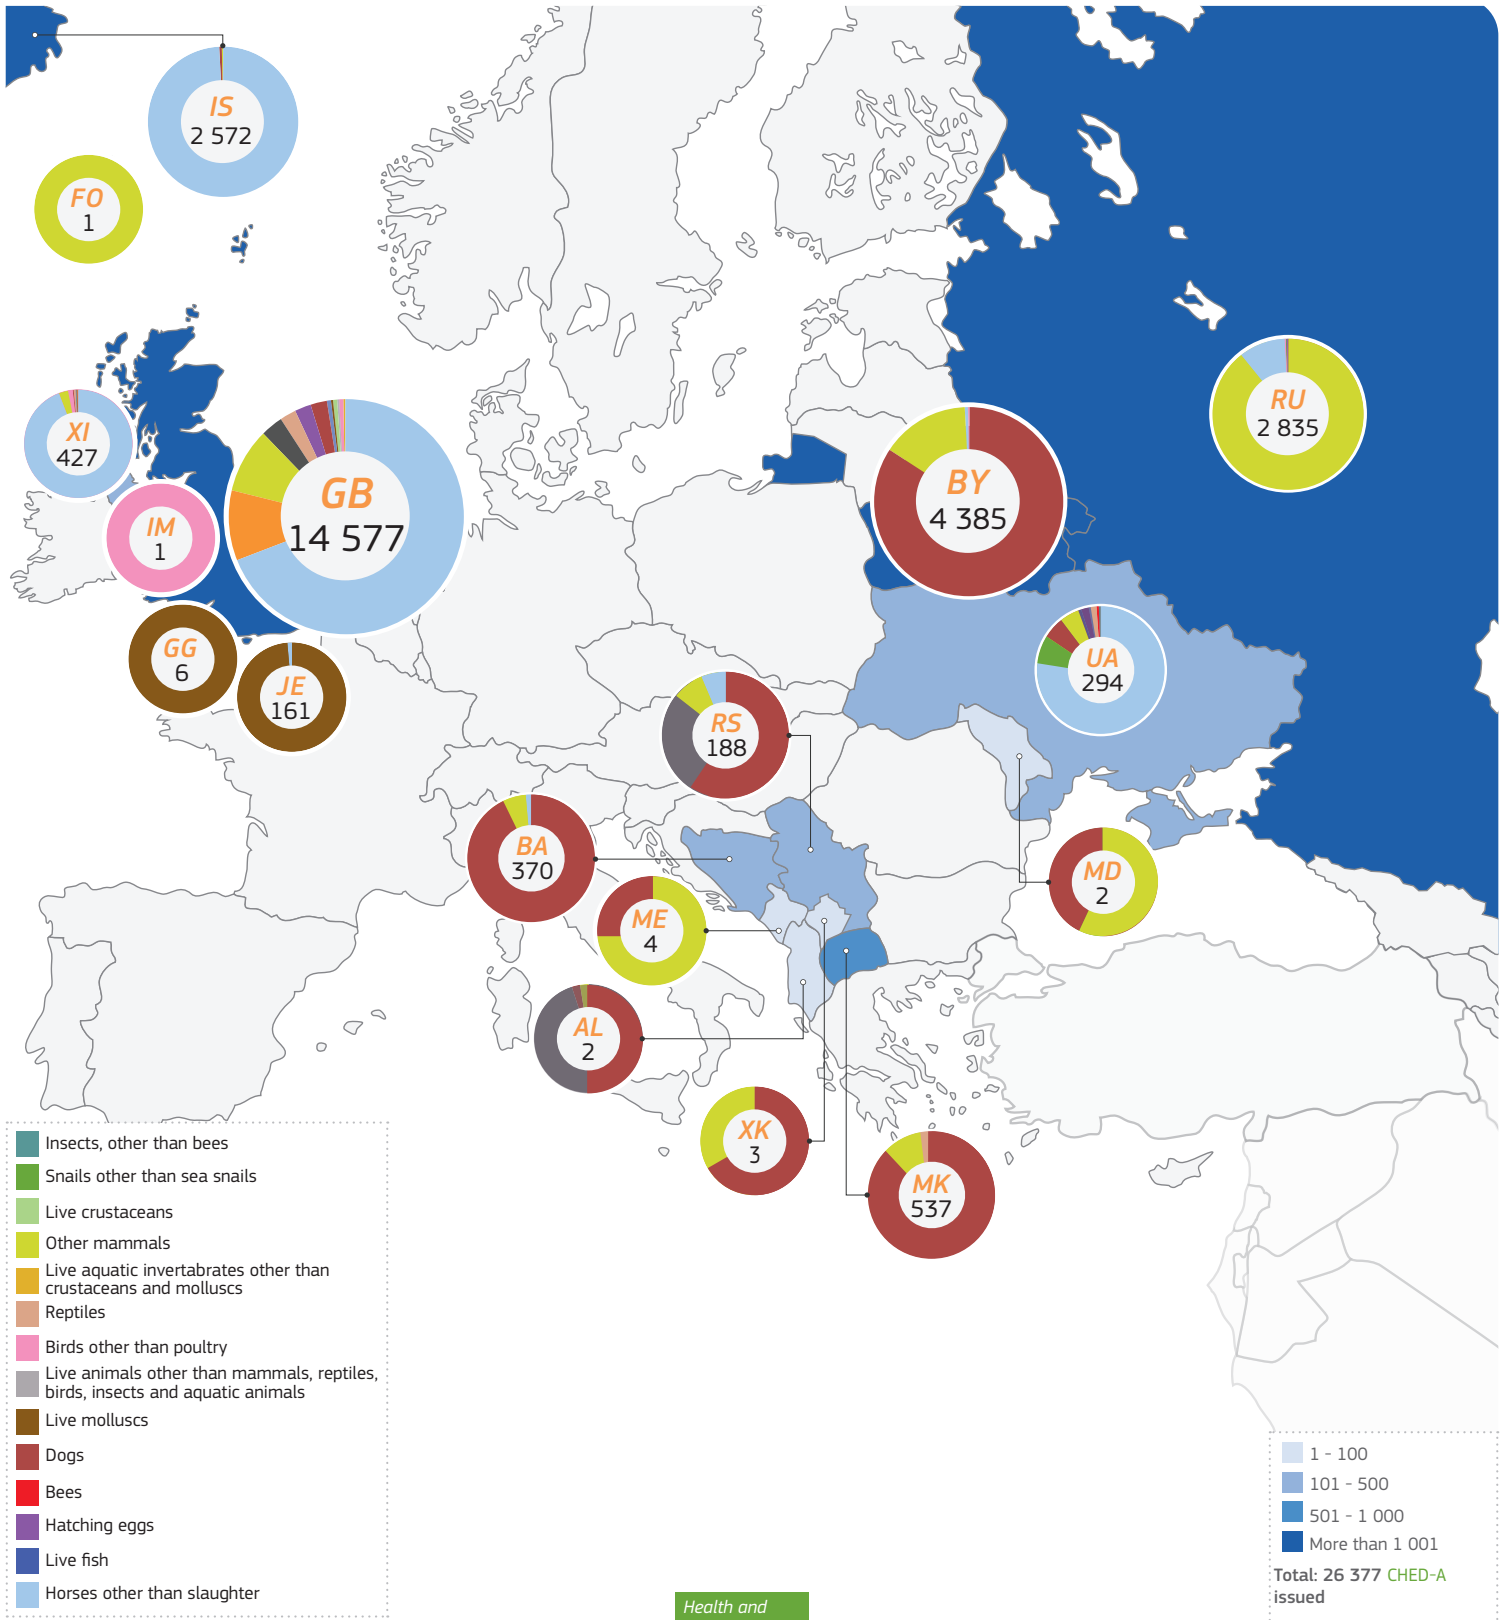 IS
2 572
FO
1
XI
427
IM
1
GB
14 577
GG
6
JE
161
BY
4 385
RU
2 835
UA
294
RS
188
BA
370
ME
4
MD
2
AL
2
XK
3
MK
537
Insects, other than bees
Snails other than sea snails
Live crustaceans
Other mammals
Live aquatic invertabrates other than
crustaceans and molluscs
Reptiles
Birds other than poultry
Live animals other than mammals, reptiles,
birds, insects and aquatic animals
Live molluscs
Dogs
Bees
Hatching eggs
Live fish
Horses other than slaughter
1 - 100
101 - 500
501 - 1 000
More than 1 001
Total: 26 377 CHED-A
issued
Health and